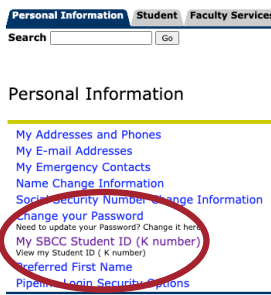 Personal Information Student Faculty Services
Search Go
Personal Information
My Addresses and Phones
My E-mail Addresses
My Emergency Contacts
Name Change Information
Social Security Number Change Information
Change your Password
Need to update your Password? Change it here
My SBCC Student ID (K number)
View my Student ID ( K number)
Preferred First Name
Pipeline Login Security Options